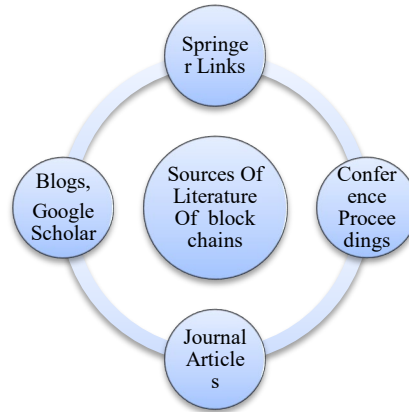 Springe
r Links
Blogs,
Google
Scholar
Sources Of
Literature
Of block
chains
Confer
ence
Procee
dings
Journal
Article
s